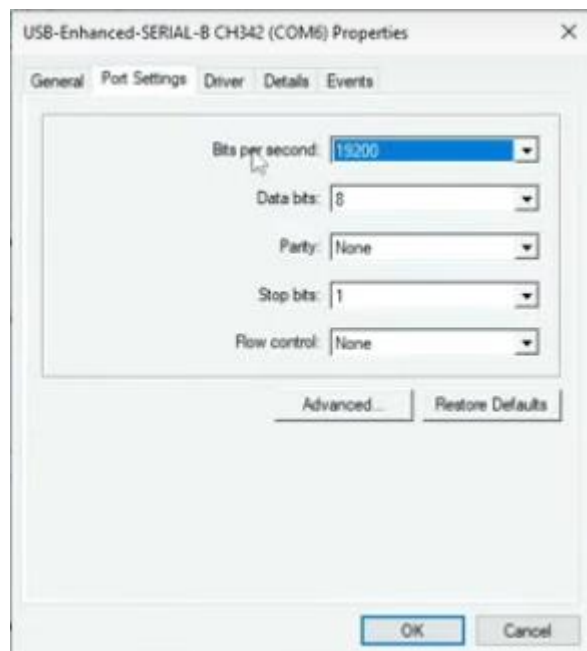 USB-Enhanced-SERIAL-B CH342 (COM6) Properties
General Port Settings Driver Details Events
Bits per second: 19200
Data bits: 8
Parity: None
Stop bits: 1
Flow control: None
Advanced... Restore Defaults
OK Cancel